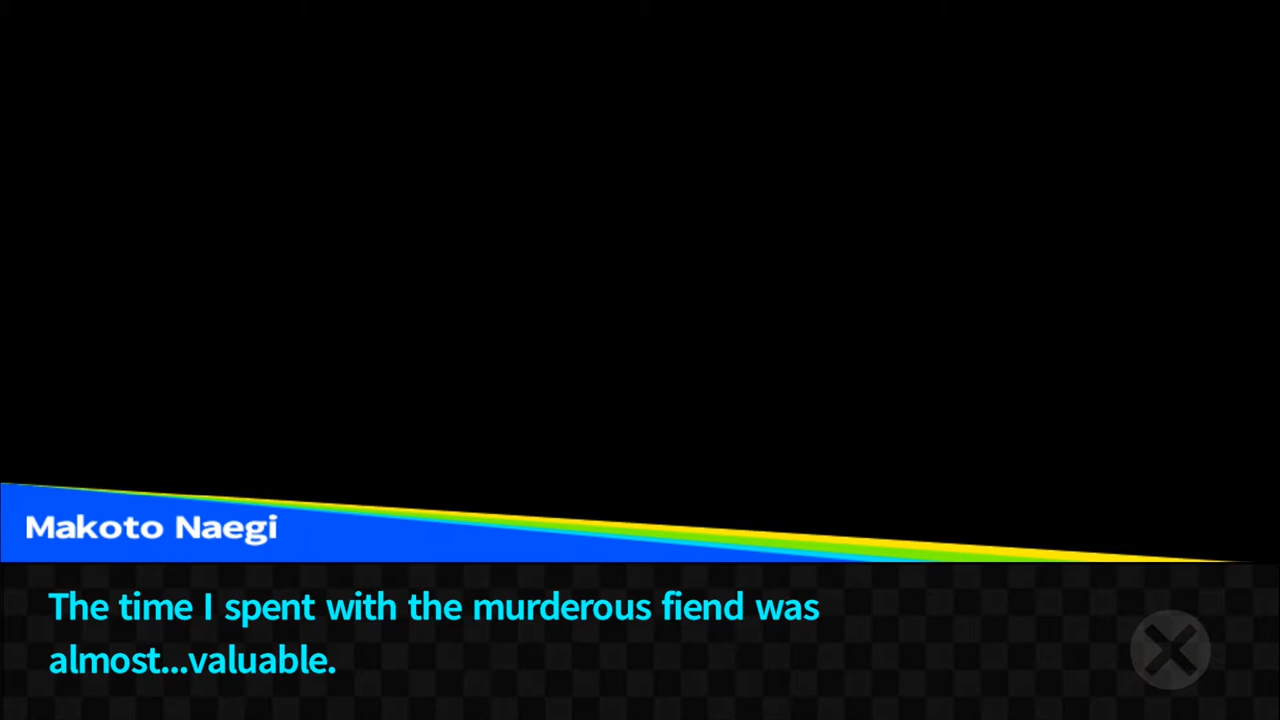 Makoto Naegi
The time I spent with the murderous fiend was
almost...valuable.